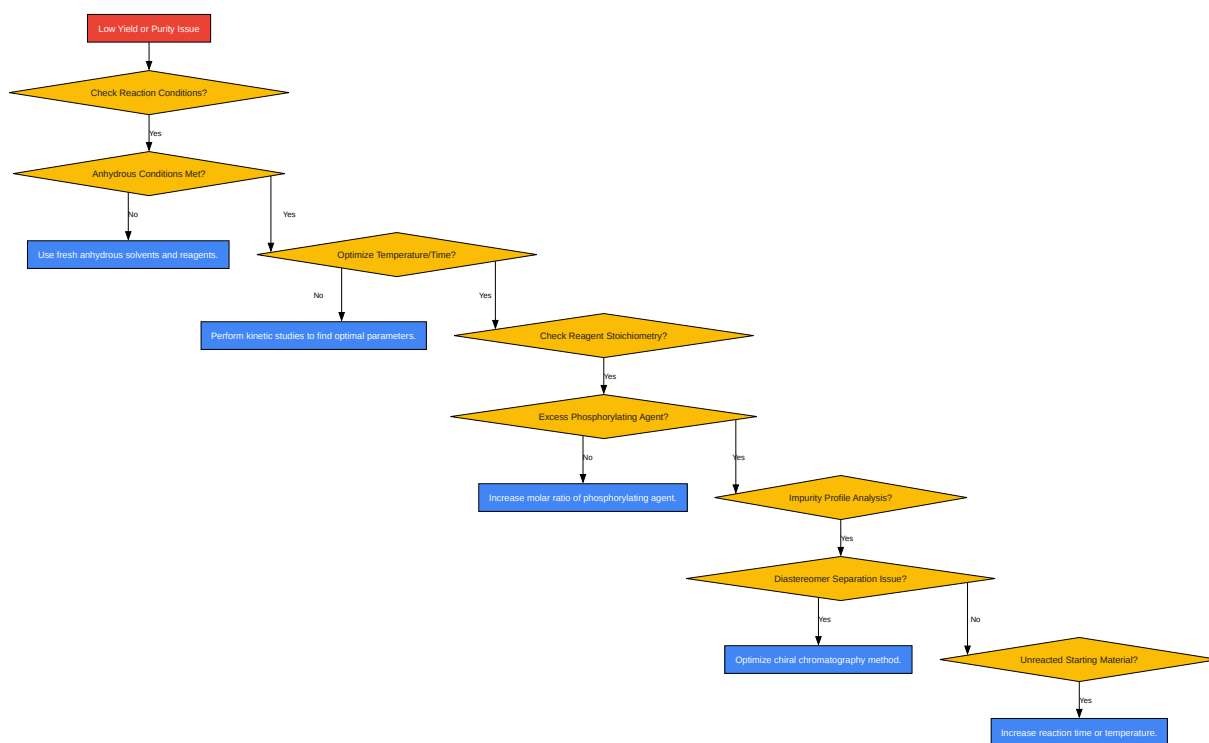 Low Yield or Purity Issue
Check Reaction Conditions?
Yes
Anhydrous Conditions Met?
No
Yes
Use fresh anhydrous solvents and reagents.
Optimize Temperature/Time?
No
Yes
Perform kinetic studies to find optimal parameters.
Check Reagent Stoichiometry?
Yes
Excess Phosphorylating Agent?
No
Yes
Increase molar ratio of phosphorylating agent.
Impurity Profile Analysis?
Yes
Diastereomer Separation Issue?
Yes
No
Optimize chiral chromatography method.
Unreacted Starting Material?
Yes
Increase reaction time or temperature.